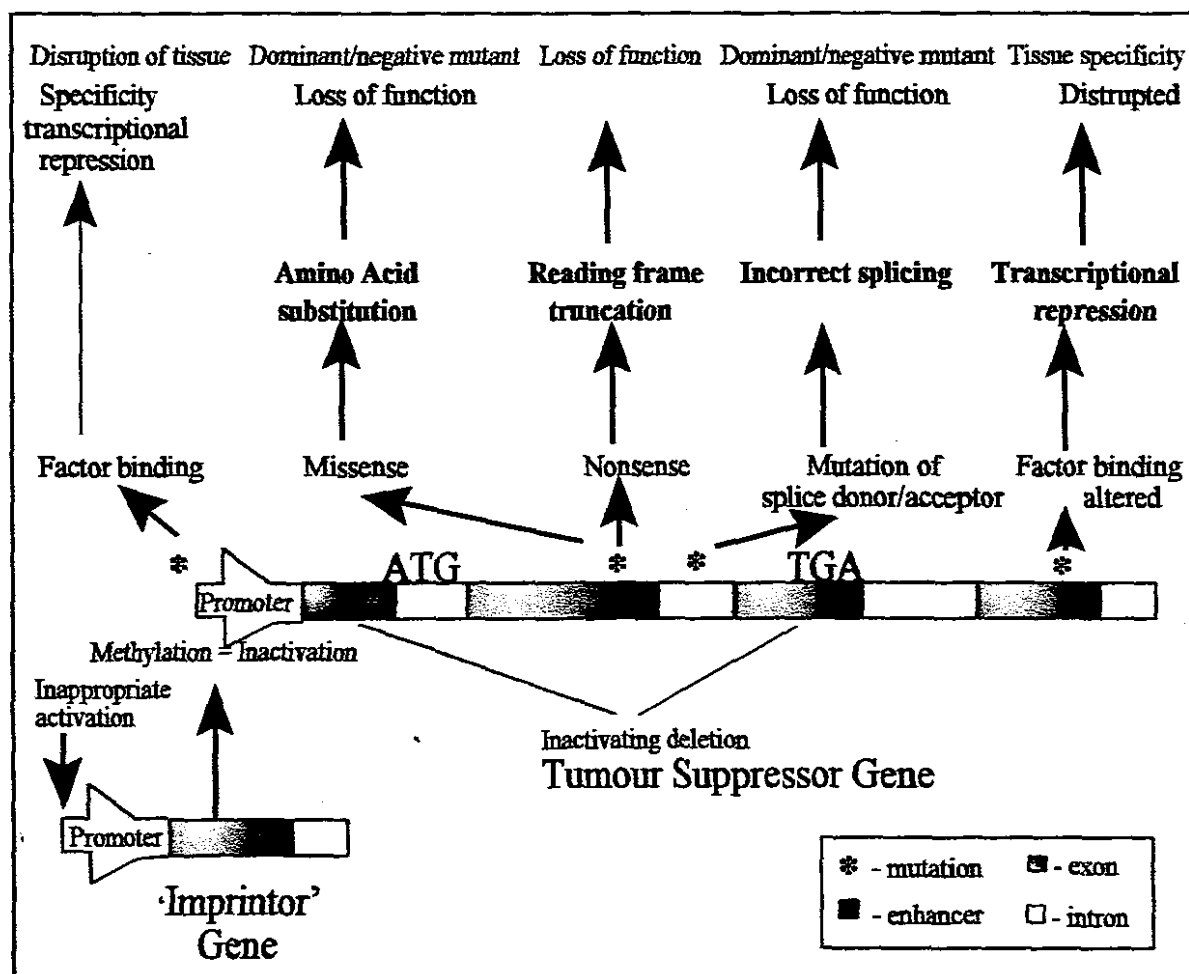 Disruption of tissue
Specificity
transcriptional
repression
Dominant/negative mutant
Loss of function
Loss of function
Dominant/negative mutant
Loss of function
Tissue specificity
Distrupted
Amino Acid
substitution
Reading frame
truncation
Incorrect splicing
Transcriptional
repression
Factor binding
Missense
Nonsense
Mutation of
splice donor/acceptor
Factor binding
altered
* * * *
ATG
TGA
Promoter
Methylation = Inactivation
Inappropriate
activation
Inactivating deletion
Tumour Suppressor Gene
Promoter
'Imprintor'
Gene
* - mutation
- exon
- enhancer
- intron